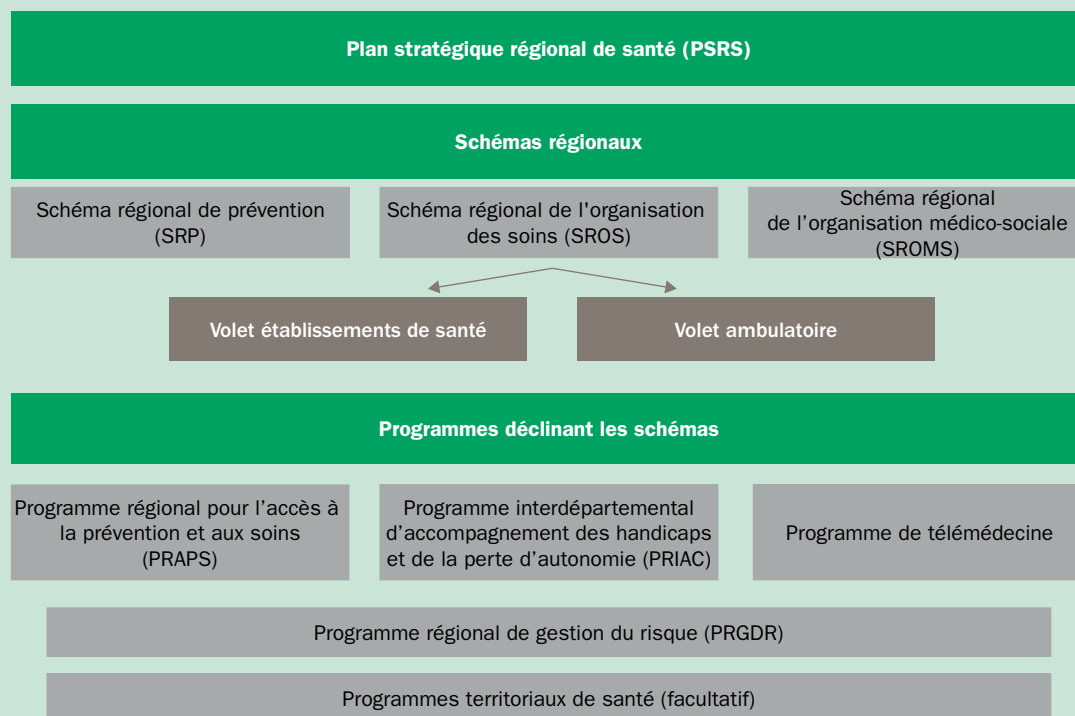 Plan stratégique régional de santé (PSRS)
Schémas régionaux
Schéma régional de prévention
(SRP)
Schéma régional de l'organisation
des soins (SROS)
Schéma régional
de l’organisation médico-sociale
(SROMS)
Volet établissements de santé
Volet ambulatoire
Programmes déclinant les schémas
Programme régional pour l’accès à
la prévention et aux soins
(PRAPS)
Programme interdépartemental
d’accompagnement des handicaps
et de la perte d’autonomie (PRIAC)
Programme de télémédecine
Programme régional de gestion du risque (PRGDR)
Programmes territoriaux de santé (facultatif)